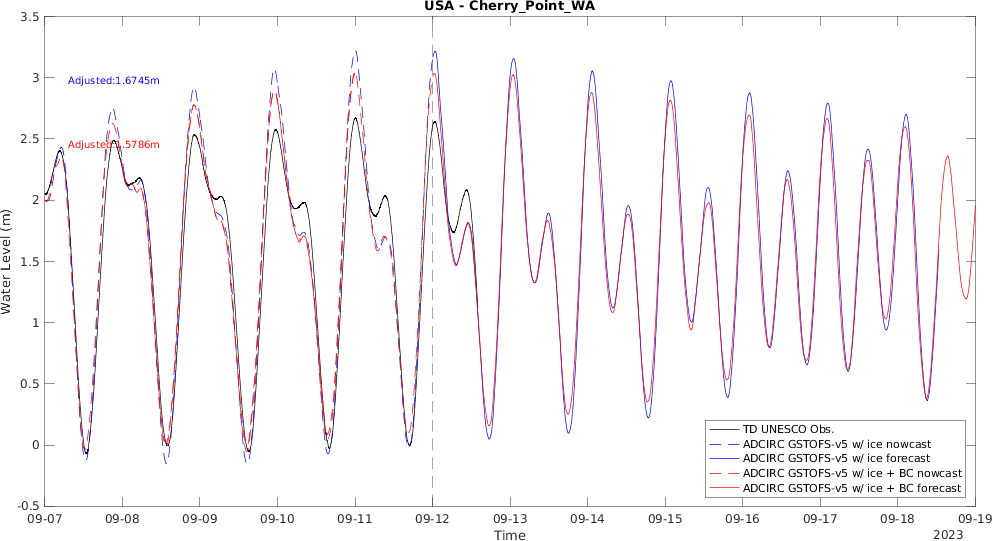 USA - Cherry_Point_WA
3.5
3
2.5
2
1.5
1
0.5
0
-0.5
Water Level (m)
Adjusted:1.6745m
Adjusted:1.5786m
TD UNESCO Obs.
ADCIRC GSTOFS-v5 w/ ice nowcast
ADCIRC GSTOFS-v5 w/ ice forecast
ADCIRC GSTOFS-v5 w/ ice + BC nowcast
ADCIRC GSTOFS-v5 w/ ice + BC forecast
09-07 09-08 09-09 09-10 09-11 09-12 09-13 09-14 09-15 09-16 09-17 09-18 09-19
Time
2023